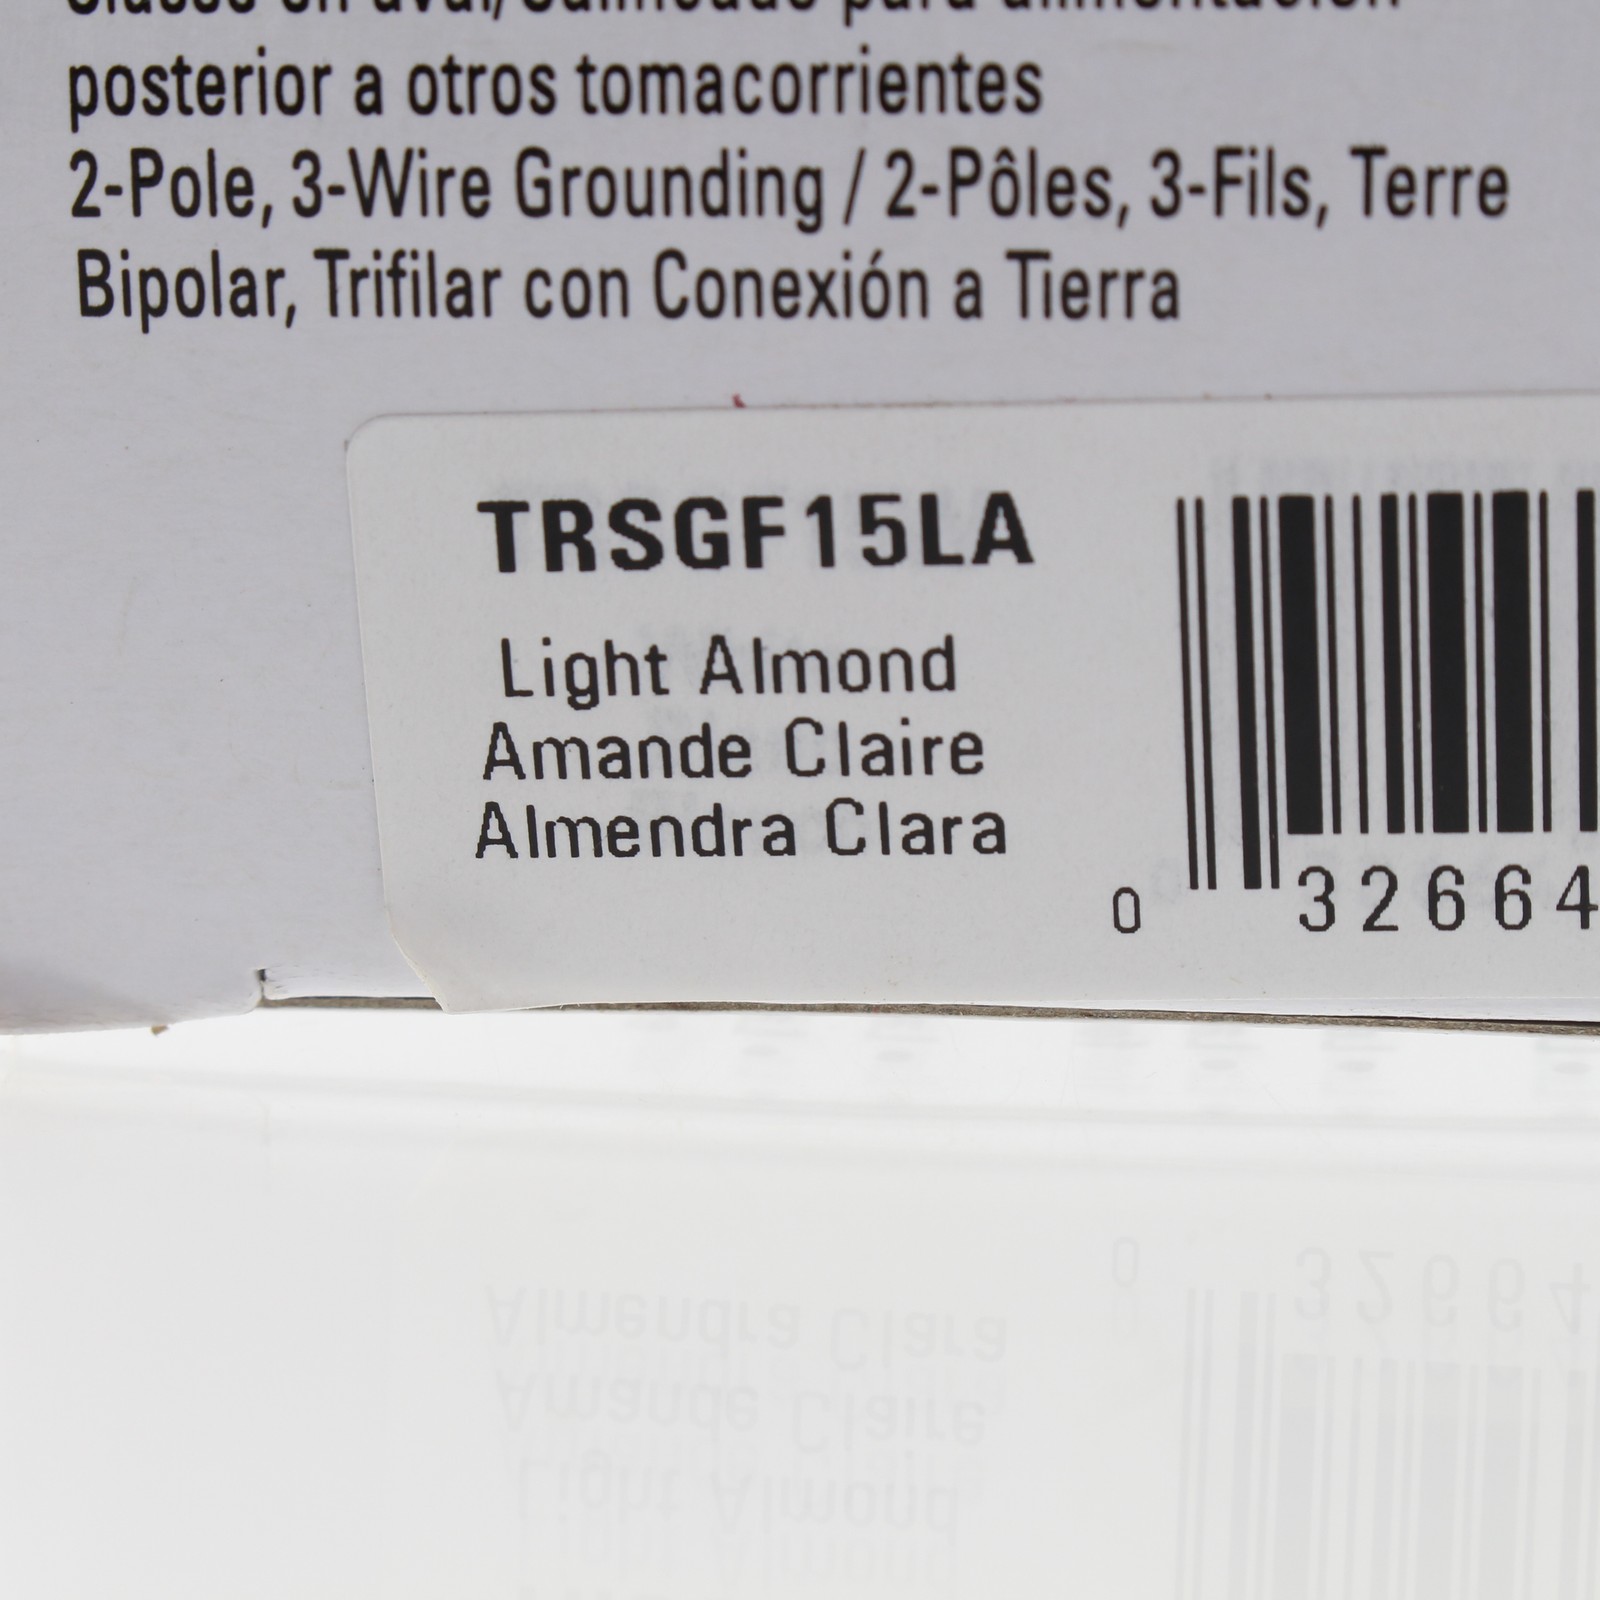 posterior a otros tomacorrientes
2-Pole, 3-Wire Grounding / 2-Pôles, 3-Fils, Terre
Bipolar, Trifilar con Conexión a Tierra
TRSGF15LA
Light Almond
Amande Claire
Almendra Clara
0 32664